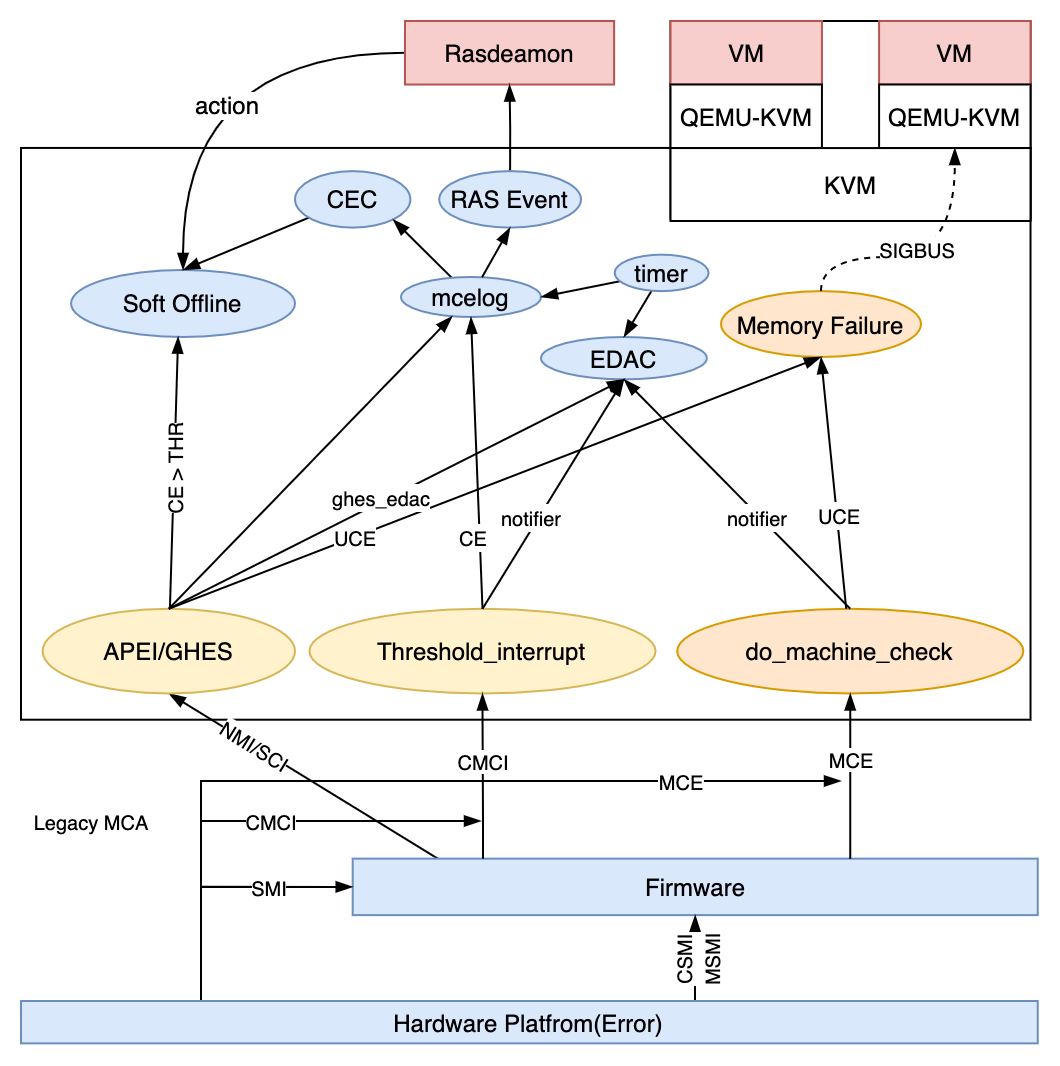 Rasdeamon
VM
VM
action
QEMU-KVM
QEMU-KVM
CEC
RAS Event
KVM
SIGBUS
Soft Offline
mcelog
timer
Memory Failure
EDAC
CE > THR
ghes_edac
UCE
CE
notifier
notifier
UCE
APEI/GHES
Threshold_interrupt
do_machine_check
NMI/SCI
CMCI
MCE
MCE
Legacy MCA
CMCI
SMI
Firmware
CSMI
MSMI
Hardware Platfrom(Error)